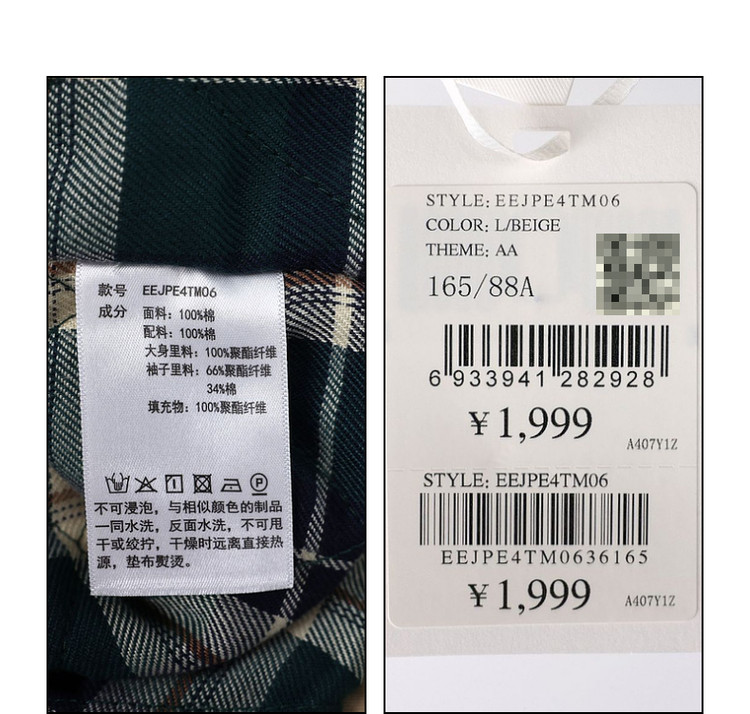 款号 EEJPE4TM06
成分 面料: 100%棉
配料: 100%棉
大身里料: 100%聚酯纤维
袖子里料: 66%聚酯纤维
34%棉
填充物: 100%聚酯纤维
P
不可浸泡，与相似颜色的制品
一同水洗，反面水洗，不可甩
干或绞拧，干燥时远离直接热
源，垫布熨烫。
STYLE: EEJPE4TM06
COLOR: L/BEIGE
THEME: AA
165/88A
6 933941 282928
¥1,999
A407Y1Z
STYLE: EEJPE4TM06
EEJPE4TM0636165
¥1,999
A407Y1Z